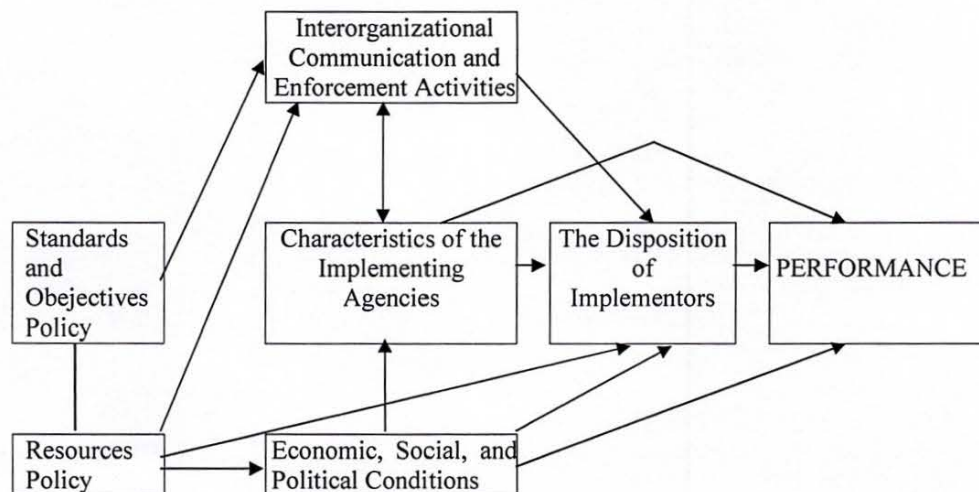 Interorganizational
Communication and
Enforcement Activities
Standards
and
Obejectives
Policy
Characteristics of the
Implementing
Agencies
The Disposition
of
Implementors
PERFORMANCE
Resources
Policy
Economic, Social, and
Political Conditions